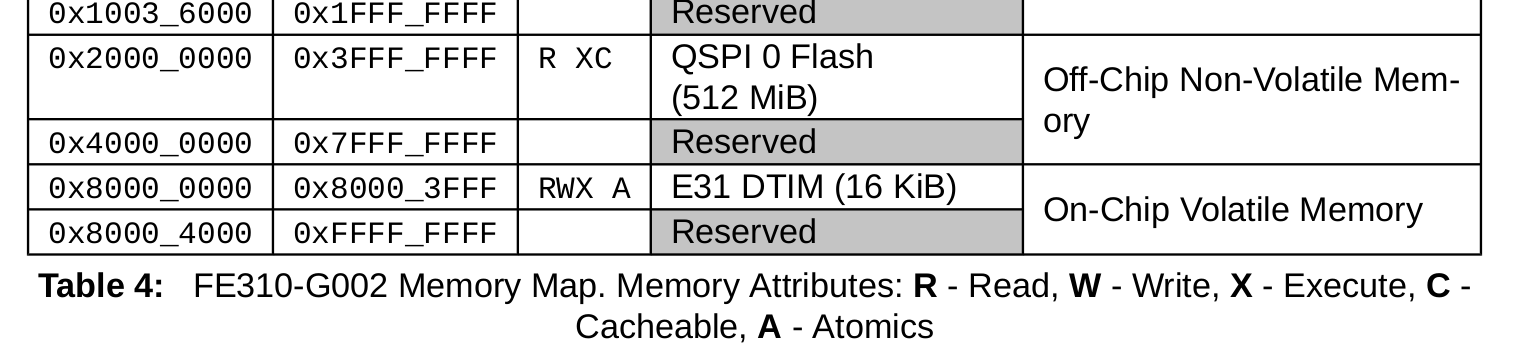 0x1003_6000 0x1FFF_FFFF Reserved
0x2000_0000 0x3FFF_FFFF R XC QSPI 0 Flash
(512 MiB)
Off-Chip Non-Volatile Mem-
ory
0x4000_0000 0x7FFF_FFFF Reserved
0x8000_0000 0x8000_3FFF RWX A E31 DTIM (16 KiB)
On-Chip Volatile Memory
0x8000_4000 0xFFFF_FFFF Reserved
Table 4: FE310-G002 Memory Map. Memory Attributes: R - Read, W - Write, X - Execute, C -
Cacheable, A - Atomics